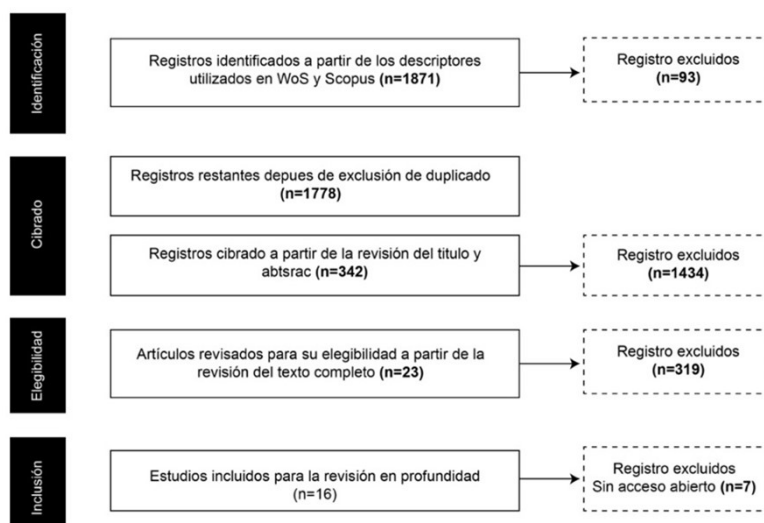 Identificación
Registros identificados a partir de los descriptores
utilizados en WoS y Scopus (n=1871)
Registro excluidos
(n=93)
Cibrado
Registros restantes depues de exclusión de duplicado
(n=1778)
Registros cibrado a partir de la revisión del titulo y
abtsrac (n=342)
Registro excluidos
(n=1434)
Elegibilidad
Artículos revisados para su elegibilidad a partir de la
revisión del texto completo (n=23)
Registro excluidos
(n=319)
Inclusión
Estudios incluidos para la revisión en profundidad
(n=16)
Registro excluidos
Sin acceso abierto (n=7)